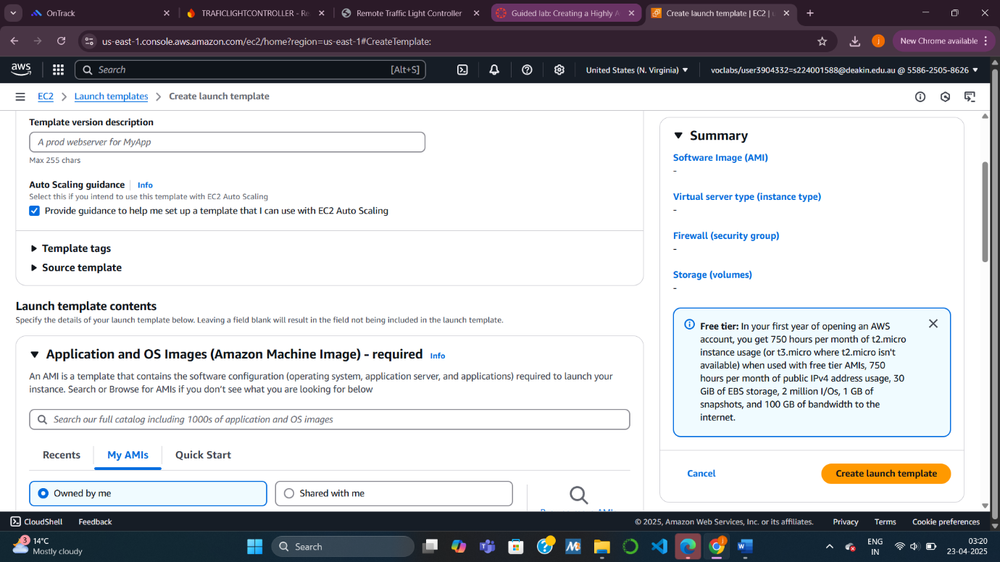 OnTrack
TRAFICLIGHTCONTROLLER - Re
Remote Traffic Light Controller
Guided lab: Creating a Highly A
Create launch template | EC2 | u
us-east-1.console.aws.amazon.com/ec2/home?region=us-east-1#CreateTemplate:
j
New Chrome available
aws
Search
[Alt+S]
United States (N. Virginia)
voclabs/user3904332=s224001588@deakin.edu.au @ 5586-2505-8626
EC2
Launch templates
Create launch template
Template version description
A prod webserver for MyApp
Max 255 chars
Auto Scaling guidance
Info
Select this if you intend to use this template with EC2 Auto Scaling
Provide guidance to help me set up a template that I can use with EC2 Auto Scaling
Template tags
Source template
Launch template contents
Specify the details of your launch template below. Leaving a field blank will result in the field not being included in the launch template.
Application and OS Images (Amazon Machine Image) - required
Info
An AMI is a template that contains the software configuration (operating system, application server, and applications) required to launch your
instance. Search or Browse for AMIs if you don't see what you are looking for below
Search our full catalog including 1000s of application and OS images
Recents
My AMIs
Quick Start
Owned by me
Shared with me
Summary
Software Image (AMI)
-
Virtual server type (instance type)
-
Firewall (security group)
-
Storage (volumes)
-
Free tier: In your first year of opening an AWS
account, you get 750 hours per month of t2.micro
instance usage (or t3.micro where t2.micro isn't
available) when used with free tier AMIs, 750
hours per month of public IPv4 address usage, 30
GiB of EBS storage, 2 million I/Os, 1 GB of
snapshots, and 100 GB of bandwidth to the
internet.
Cancel
Create launch template
CloudShell
Feedback
© 2025, Amazon Web Services, Inc. or its affiliates.
Privacy
Terms
Cookie preferences
3
14°C
Mostly cloudy
Search
ENG
IN
03:20
23-04-2025